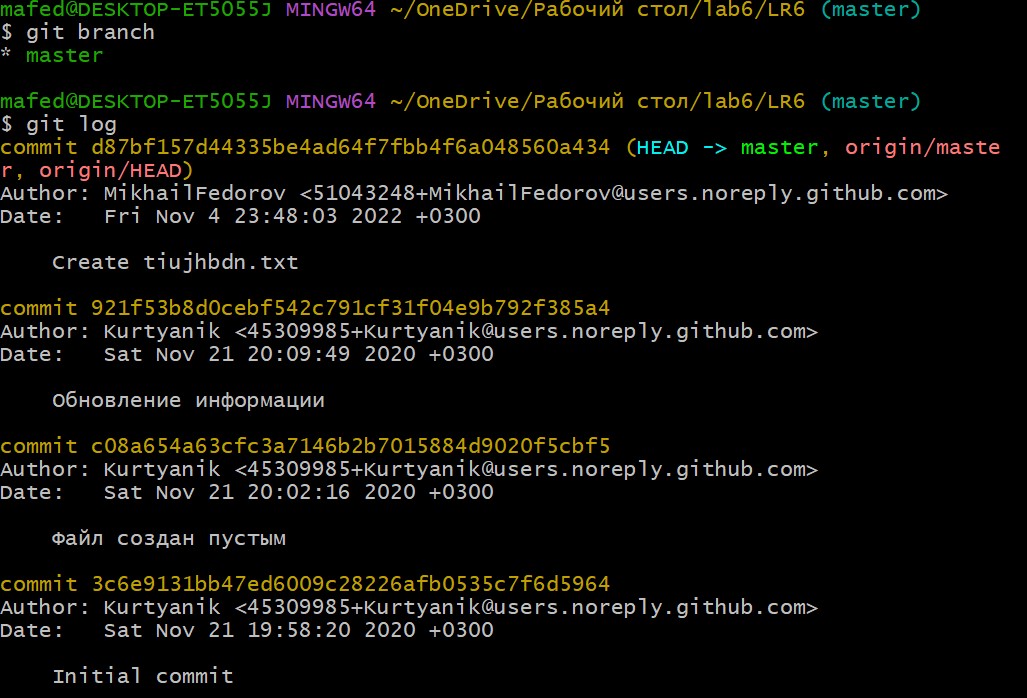 mafed@DESKTOP-ET5055J MINGW64 ~/OneDrive/Рабочий стол/lab6/LR6 (master)
$ git branch
* master
mafed@DESKTOP-ET5055J MINGW64 ~/OneDrive/Рабочий стол/lab6/LR6 (master)
$ git log
commit d87bf157d44335be4ad64f7fbb4f6a048560a434 (HEAD -> master, origin/maste
r, origin/HEAD)
Author: MikhailFedorov <51043248+MikhailFedorov@users.noreply.github.com>
Date:   Fri Nov 4 23:48:03 2022 +0300
    Create tiujhbdn.txt
commit 921f53b8d0cebf542c791cf31f04e9b792f385a4
Author: Kurtyanik <45309985+Kurtyanik@users.noreply.github.com>
Date:   Sat Nov 21 20:09:49 2020 +0300
    Обновление информации
commit c08a654a63cfc3a7146b2b7015884d9020f5cbf5
Author: Kurtyanik <45309985+Kurtyanik@users.noreply.github.com>
Date:   Sat Nov 21 20:02:16 2020 +0300
    Файл создан пустым
commit 3c6e9131bb47ed6009c28226afb0535c7f6d5964
Author: Kurtyanik <45309985+Kurtyanik@users.noreply.github.com>
Date:   Sat Nov 21 19:58:20 2020 +0300
    Initial commit